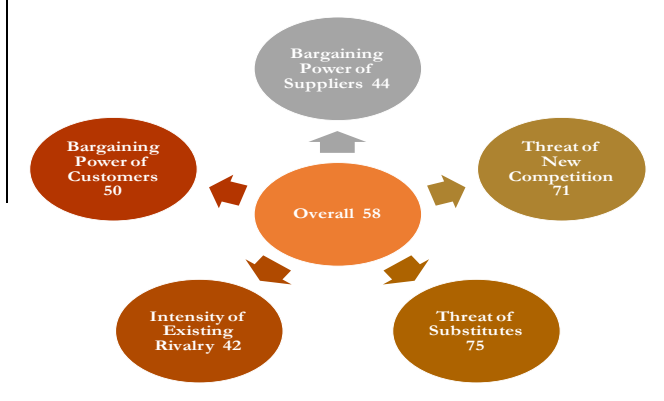 Bargaining
Power of
Suppliers 44
Bargaining
Power of
Customers
50
Threat of
New
Competition
71
Overall 58
Intensity of
Existing
Rivalry 42
Threat of
Substitutes
75